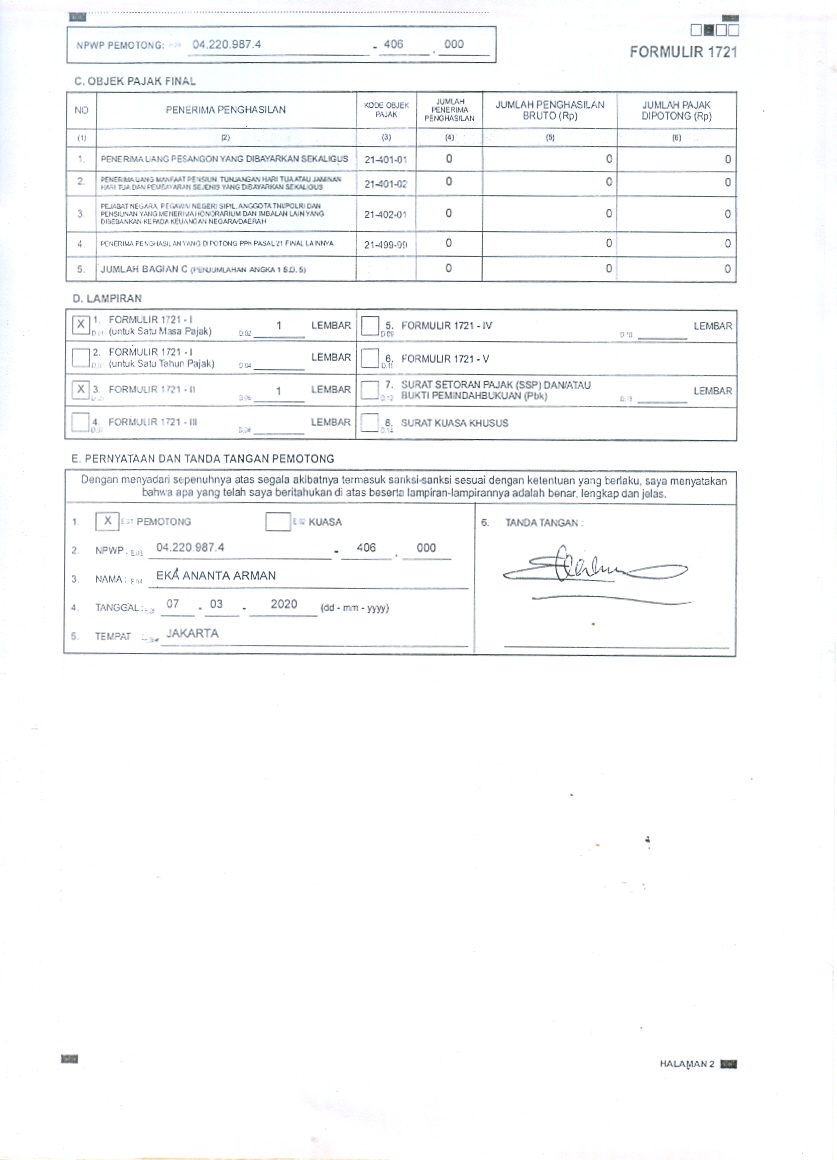 NPWP PEMOTONG: 04.220.987.4 - 406 . 000
FORMULIR 1721
C. OBJEK PAJAK FINAL
NO PENERIMA PENGHASILAN KODE OBJEK PAJAK JUMLAH PENERIMA PENGHASILAN JUMLAH PENGHASILAN BRUTO (Rp) JUMLAH PAJAK DIPOTONG (Rp)
(1) (2) (3) (4) (5) (6)
1. PENERIMA UANG PESANGON YANG DIBAYARKAN SEKALIGUS 21-401-01 0 0 0
2. PENERIMA UANG MANFAAT PENSIUN, TUNJANGAN HARI TUA ATAU JAMINAN HARI TUA DAN PEMBAYARAN SEJENIS YANG DIBAYARKAN SEKALIGUS 21-401-02 0 0 0
3. PEJABAT NEGARA, PEGAWAI NEGERI SIPIL, ANGGOTA TNI/POLRI DAN PENSIUNAN YANG MENERIMA HONORARIUM DAN IMBALAN LAIN YANG DIBEBANKAN KEPADA KEUANGAN NEGARA/DAERAH 21-402-01 0 0 0
4. PENERIMA PENGHASILAN YANG DIPOTONG PPh PASAL 21 FINAL LAINNYA 21-499-99 0 0 0
5. JUMLAH BAGIAN C (PENJUMLAHAN ANGKA 1 S.D. 5) 0 0 0
D. LAMPIRAN
X D.01 1. FORMULIR 1721 - I (untuk Satu Masa Pajak) D.02 1 LEMBAR
2. FORMULIR 1721 - I (untuk Satu Tahun Pajak) D.04 LEMBAR
X 3. FORMULIR 1721 - II D.06 1 LEMBAR
4. FORMULIR 1721 - III D.08 LEMBAR
5. FORMULIR 1721 - IV D.09 D.10 LEMBAR
6. FORMULIR 1721 - V D.11
7. SURAT SETORAN PAJAK (SSP) DAN/ATAU BUKTI PEMINDAHBUKUAN (Pbk) D.12 D.13 LEMBAR
8. SURAT KUASA KHUSUS D.14
E. PERNYATAAN DAN TANDA TANGAN PEMOTONG
Dengan menyadari sepenuhnya atas segala akibatnya termasuk sanksi-sanksi sesuai dengan ketentuan yang berlaku, saya menyatakan
bahwa apa yang telah saya beritahukan di atas beserta lampiran-lampirannya adalah benar, lengkap dan jelas.
1. X E.01 PEMOTONG E.02 KUASA
2. NPWP : E.03 04.220.987.4 - 406 . 000
3. NAMA : E.04 EKA ANANTA ARMAN
4. TANGGAL : 07 - 03 - 2020 (dd - mm - yyyy)
5. TEMPAT JAKARTA
6. TANDA TANGAN :
HALAMAN 2